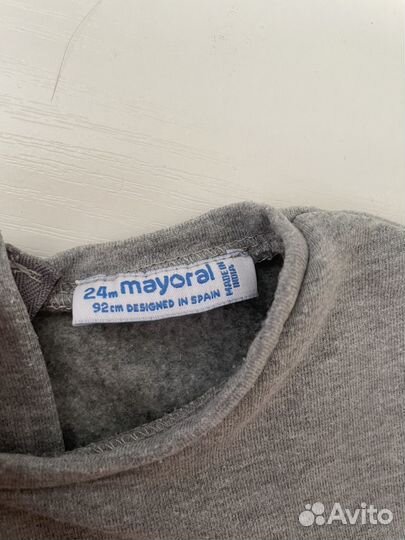 24m mayoral
92cm DESIGNED IN SPAIN
MADE IN
INDIA
Avito